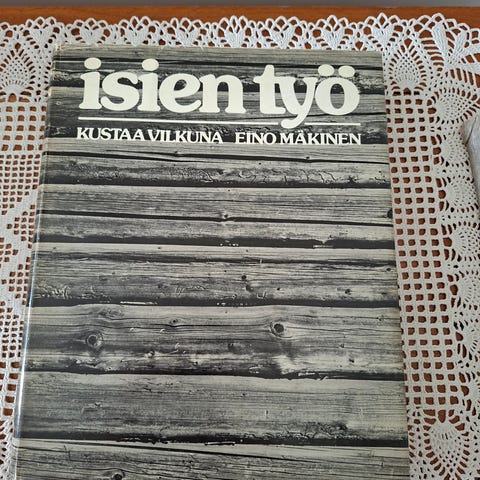 isien työ
KUSTAA VILKUNA EINO MÄKINEN